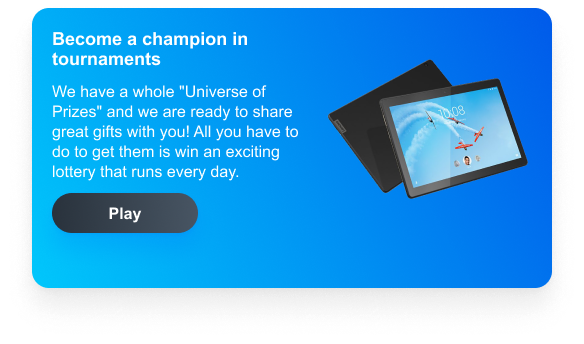 Become a champion in
tournaments
We have a whole "Universe of
Prizes" and we are ready to share
great gifts with you! All you have to
do to get them is win an exciting
lottery that runs every day.
Play
10:08